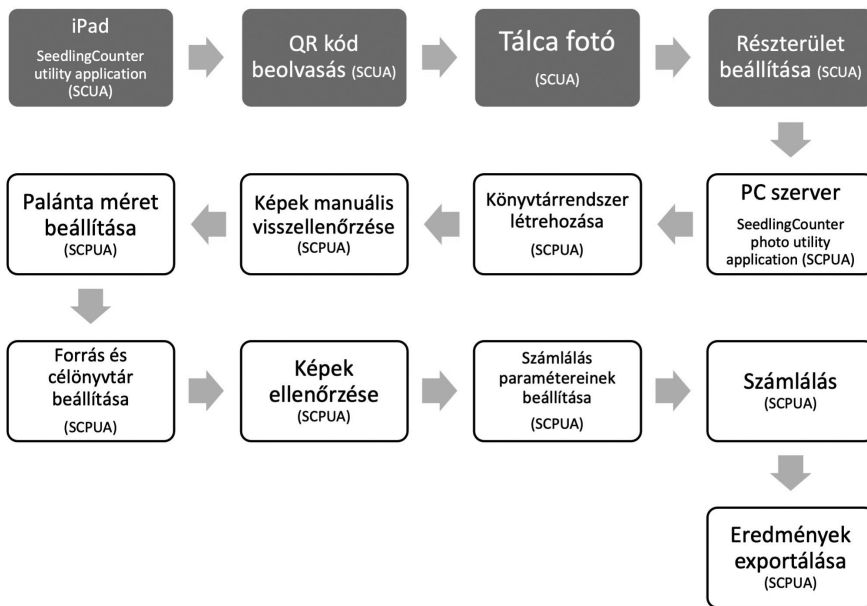 iPad
SeedlingCounter
utility application
(SCUA)
QR kód
beolvasás (SCUA)
Tálca fotó
(SCUA)
Részterület
beállítása (SCUA)
PC szerver
SeedlingCounter
photo utility
application (SCPUA)
Könyvtárrendszer
létrehozása
(SCPUA)
Képek manuális
visszellenőrzése
(SCPUA)
Palánta méret
beállítása
(SCPUA)
Forrás és
célönyvtár
beállítása
(SCPUA)
Képek
ellenőrzése
(SCPUA)
Számlálás
paramétereinek
beállítása
(SCPUA)
Számlálás
(SCPUA)
Eredmények
exportálása
(SCPUA)